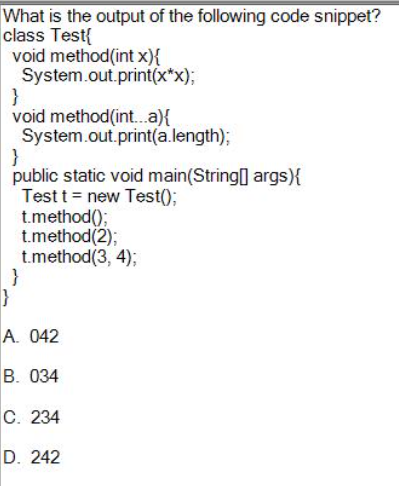 What is the output of the following code snippet?
class Test{
void method(int x){
System.out.print(x*x);
}
void method(int...a){
System.out.print(a.length);
}
public static void main(String[] args){
Test t = new Test();
t.method();
t.method(2);
t.method(3, 4);
}
}
A. 042
B. 034
C. 234
D. 242